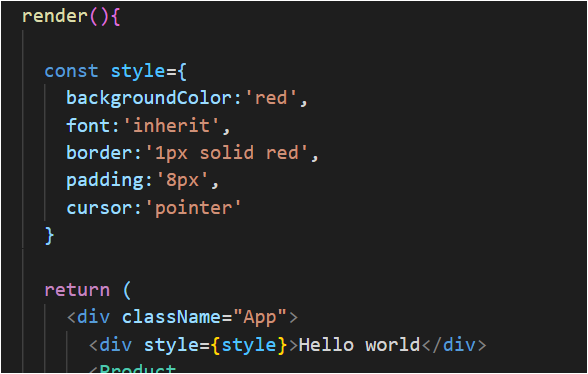 render(){
const style={
backgroundColor:'red',
font:'inherit',
border:'1px solid red',
padding:'8px',
cursor:'pointer'
}
return (
<div className="App">
<div style={style}>Hello world</div>
<Product